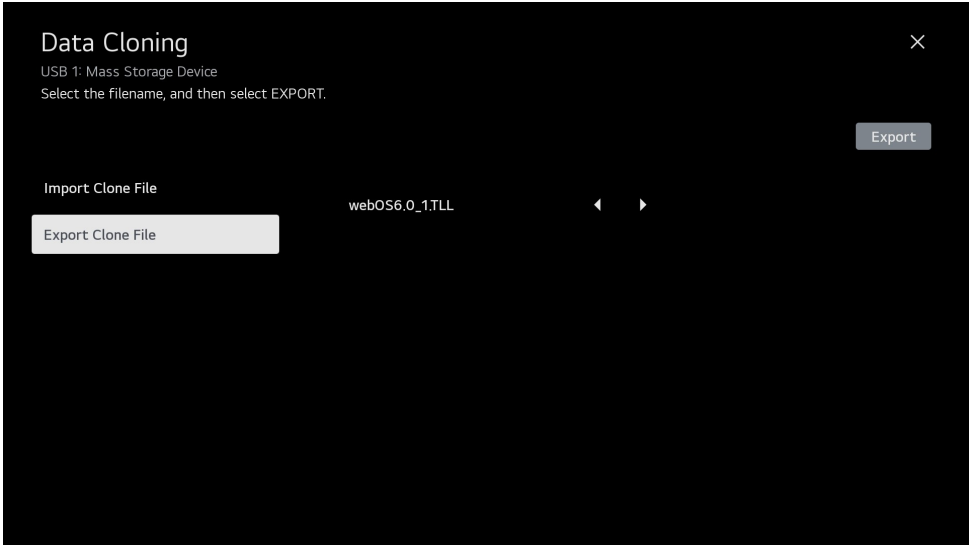 Data Cloning
USB 1: Mass Storage Device
Select the filename, and then select EXPORT.
Export
Import Clone File
webOS6.0_1.TLL
Export Clone File